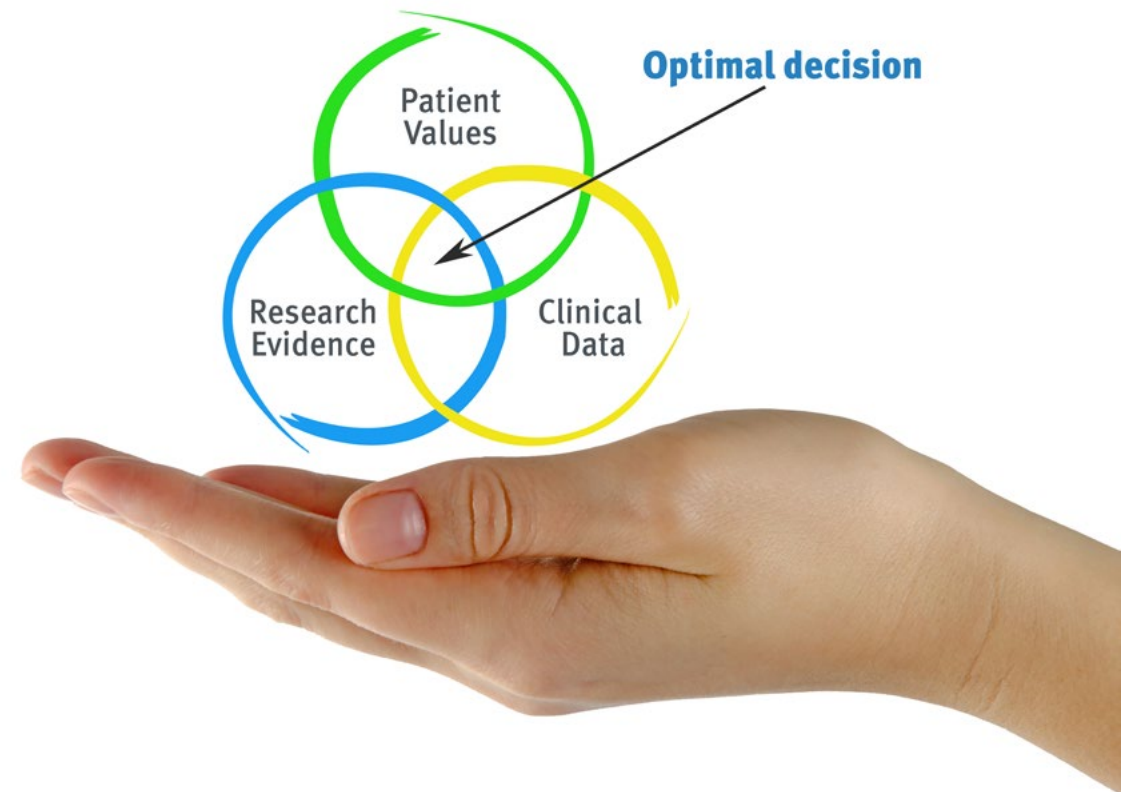 Optimal decision
Patient
Values
Research
Evidence
Clinical
Data